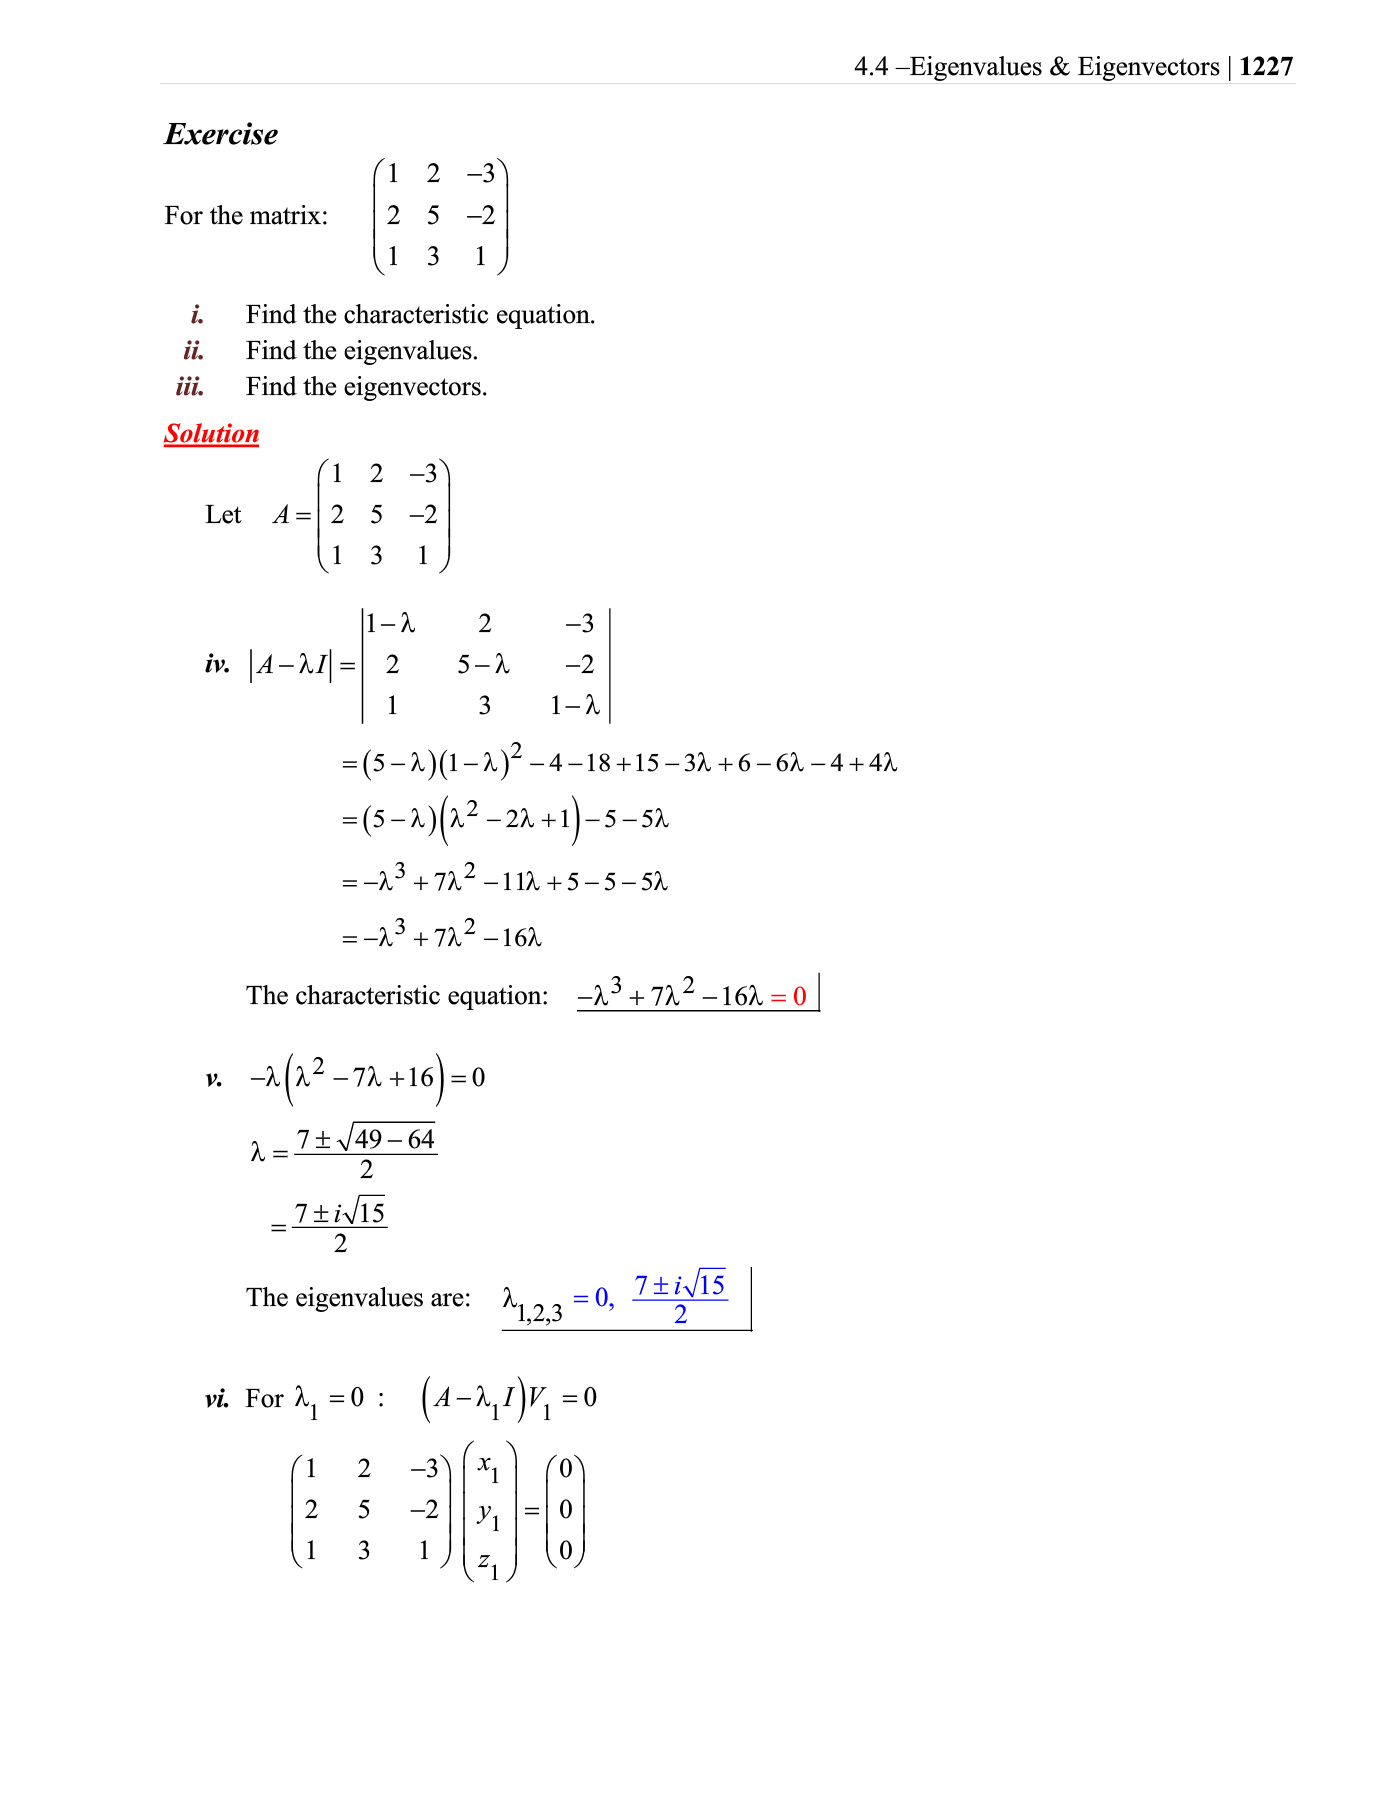 4.4 –Eigenvalues & Eigenvectors | 1227
Exercise
For the matrix: $\begin{pmatrix} 1 & 2 & -3 \\ 2 & 5 & -2 \\ 1 & 3 & 1 \end{pmatrix}$
i. Find the characteristic equation.
ii. Find the eigenvalues.
iii. Find the eigenvectors.
Solution
Let $A = \begin{pmatrix} 1 & 2 & -3 \\ 2 & 5 & -2 \\ 1 & 3 & 1 \end{pmatrix}$
iv. $|A - \lambda I| = \begin{vmatrix} 1-\lambda & 2 & -3 \\ 2 & 5-\lambda & -2 \\ 1 & 3 & 1-\lambda \end{vmatrix}$
$= (5-\lambda)(1-\lambda)^2 - 4 - 18 + 15 - 3\lambda + 6 - 6\lambda - 4 + 4\lambda$
$= (5-\lambda)(\lambda^2 - 2\lambda + 1) - 5 - 5\lambda$
$= -\lambda^3 + 7\lambda^2 - 11\lambda + 5 - 5 - 5\lambda$
$= -\lambda^3 + 7\lambda^2 - 16\lambda$
The characteristic equation: $-\lambda^3 + 7\lambda^2 - 16\lambda = 0$
v. $-\lambda(\lambda^2 - 7\lambda + 16) = 0$
$\lambda = \frac{7 \pm \sqrt{49 - 64}}{2}$
$= \frac{7 \pm i\sqrt{15}}{2}$
The eigenvalues are: $\lambda_{1,2,3} = 0, \frac{7 \pm i\sqrt{15}}{2}$
vi. For $\lambda_1 = 0 :$ $(A - \lambda_1 I)V_1 = 0$
$\begin{pmatrix} 1 & 2 & -3 \\ 2 & 5 & -2 \\ 1 & 3 & 1 \end{pmatrix} \begin{pmatrix} x_1 \\ y_1 \\ z_1 \end{pmatrix} = \begin{pmatrix} 0 \\ 0 \\ 0 \end{pmatrix}$